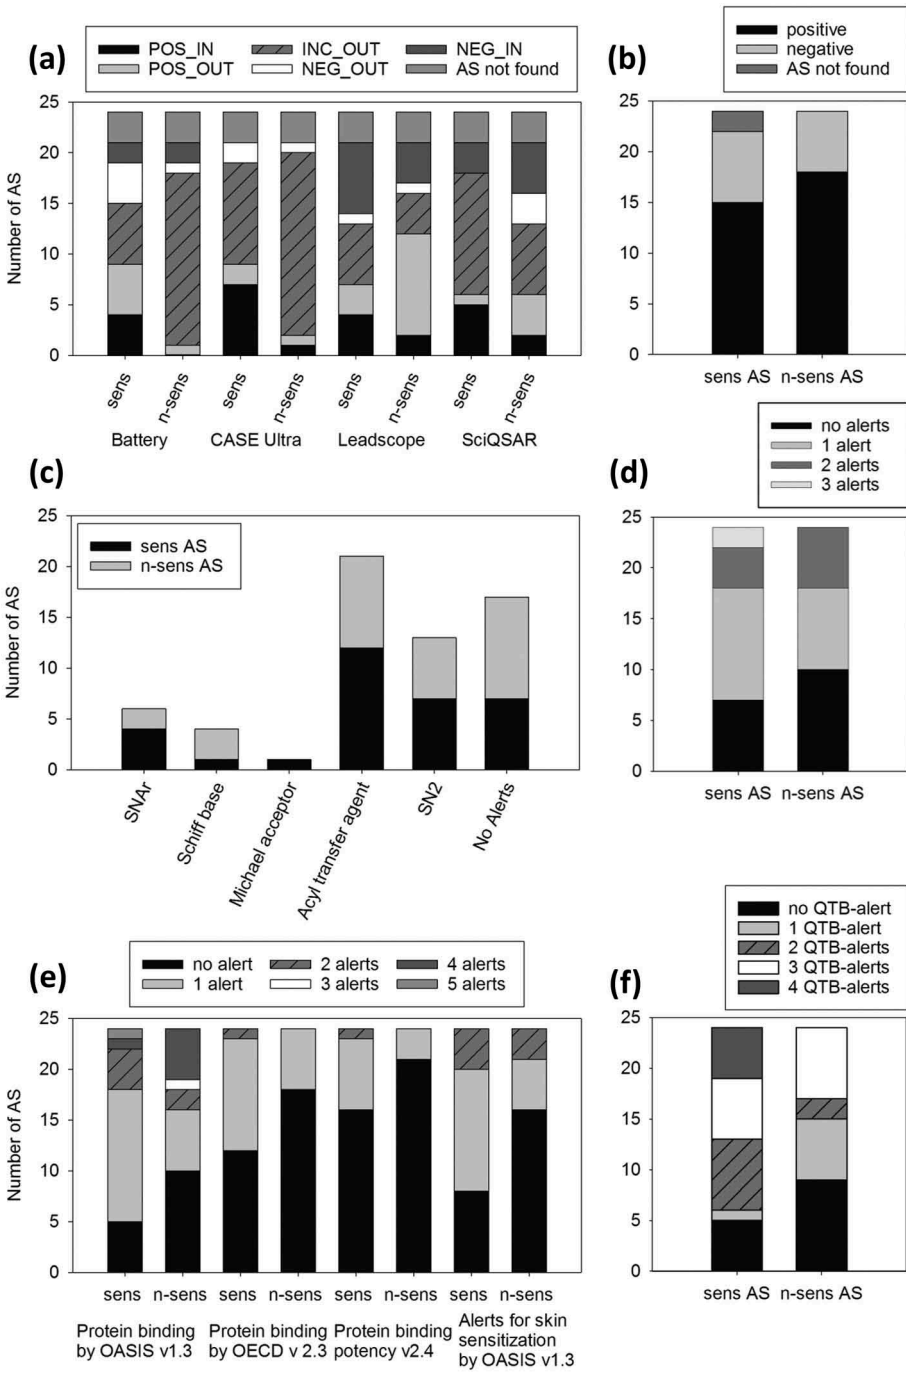 (a)
POS_IN INC_OUT NEG_IN
POS_OUT NEG_OUT AS not found
25
20
15
10
5
0
Number of AS
sens n-sens sens n-sens sens n-sens sens n-sens
Battery CASE Ultra Leadscope SciQSAR
(b)
positive
negative
AS not found
25
20
15
10
5
0
sens AS n-sens AS
(c)
sens AS
n-sens AS
25
20
15
10
5
0
Number of AS
SNAr
Schiff base
Michael acceptor
Acyl transfer agent
SN2
No Alerts
(d)
no alerts
1 alert
2 alerts
3 alerts
25
20
15
10
5
0
sens AS n-sens AS
(e)
no alert 2 alerts 4 alerts
1 alert 3 alerts 5 alerts
25
20
15
10
5
0
Number of AS
sens n-sens sens n-sens sens n-sens sens n-sens
Protein binding
by OASIS v1.3
Protein binding
by OECD v 2.3
Protein binding
potency v2.4
Alerts for skin
sensitization
by OASIS v1.3
(f)
no QTB-alert
1 QTB-alert
2 QTB-alerts
3 QTB-alerts
4 QTB-alerts
25
20
15
10
5
0
sens AS n-sens AS